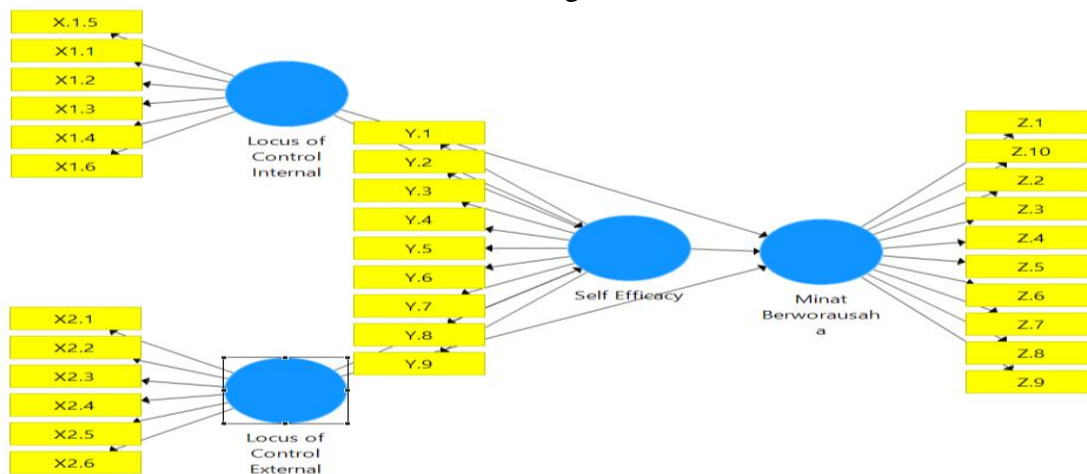 X.1.5
X1.1
X1.2
X1.3
X1.4
X1.6
Locus of
Control
Internal
Y.1
Y.2
Y.3
Y.4
Y.5
Y.6
Y.7
Y.8
Y.9
Self Efficacy
Minat
Berworausah
a
Z.1
Z.10
Z.2
Z.3
Z.4
Z.5
Z.6
Z.7
Z.8
Z.9
X2.1
X2.2
X2.3
X2.4
X2.5
X2.6
Locus of
Control
External